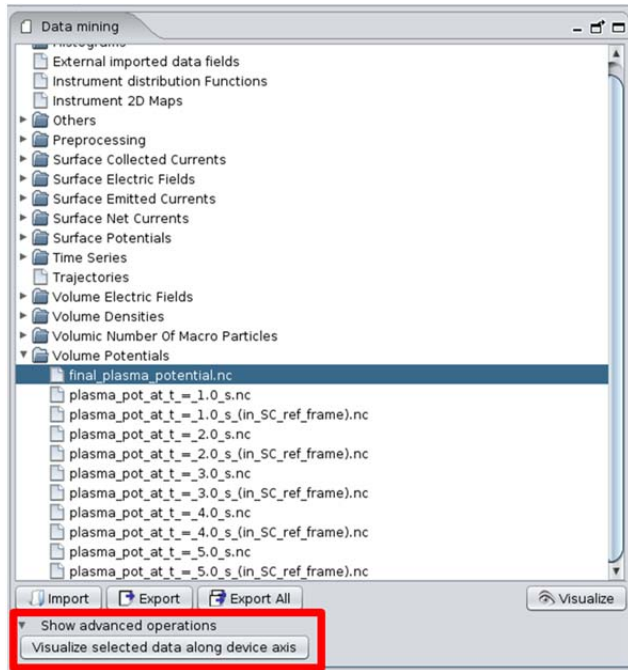 Data mining
Histograms
External imported data fields
Instrument distribution Functions
Instrument 2D Maps
Others
Preprocessing
Surface Collected Currents
Surface Electric Fields
Surface Emitted Currents
Surface Net Currents
Surface Potentials
Time Series
Trajectories
Volume Electric Fields
Volume Densities
Volumic Number Of Macro Particles
Volume Potentials
final_plasma_potential.nc
plasma_pot_at_t_=_1.0_s.nc
plasma_pot_at_t_=_1.0_s_(in_SC_ref_frame).nc
plasma_pot_at_t_=_2.0_s.nc
plasma_pot_at_t_=_2.0_s_(in_SC_ref_frame).nc
plasma_pot_at_t_=_3.0_s.nc
plasma_pot_at_t_=_3.0_s_(in_SC_ref_frame).nc
plasma_pot_at_t_=_4.0_s.nc
plasma_pot_at_t_=_4.0_s_(in_SC_ref_frame).nc
plasma_pot_at_t_=_5.0_s.nc
plasma_pot_at_t_=_5.0_s_(in_SC_ref_frame).nc
Import Export Export All Visualize
Show advanced operations
Visualize selected data along device axis